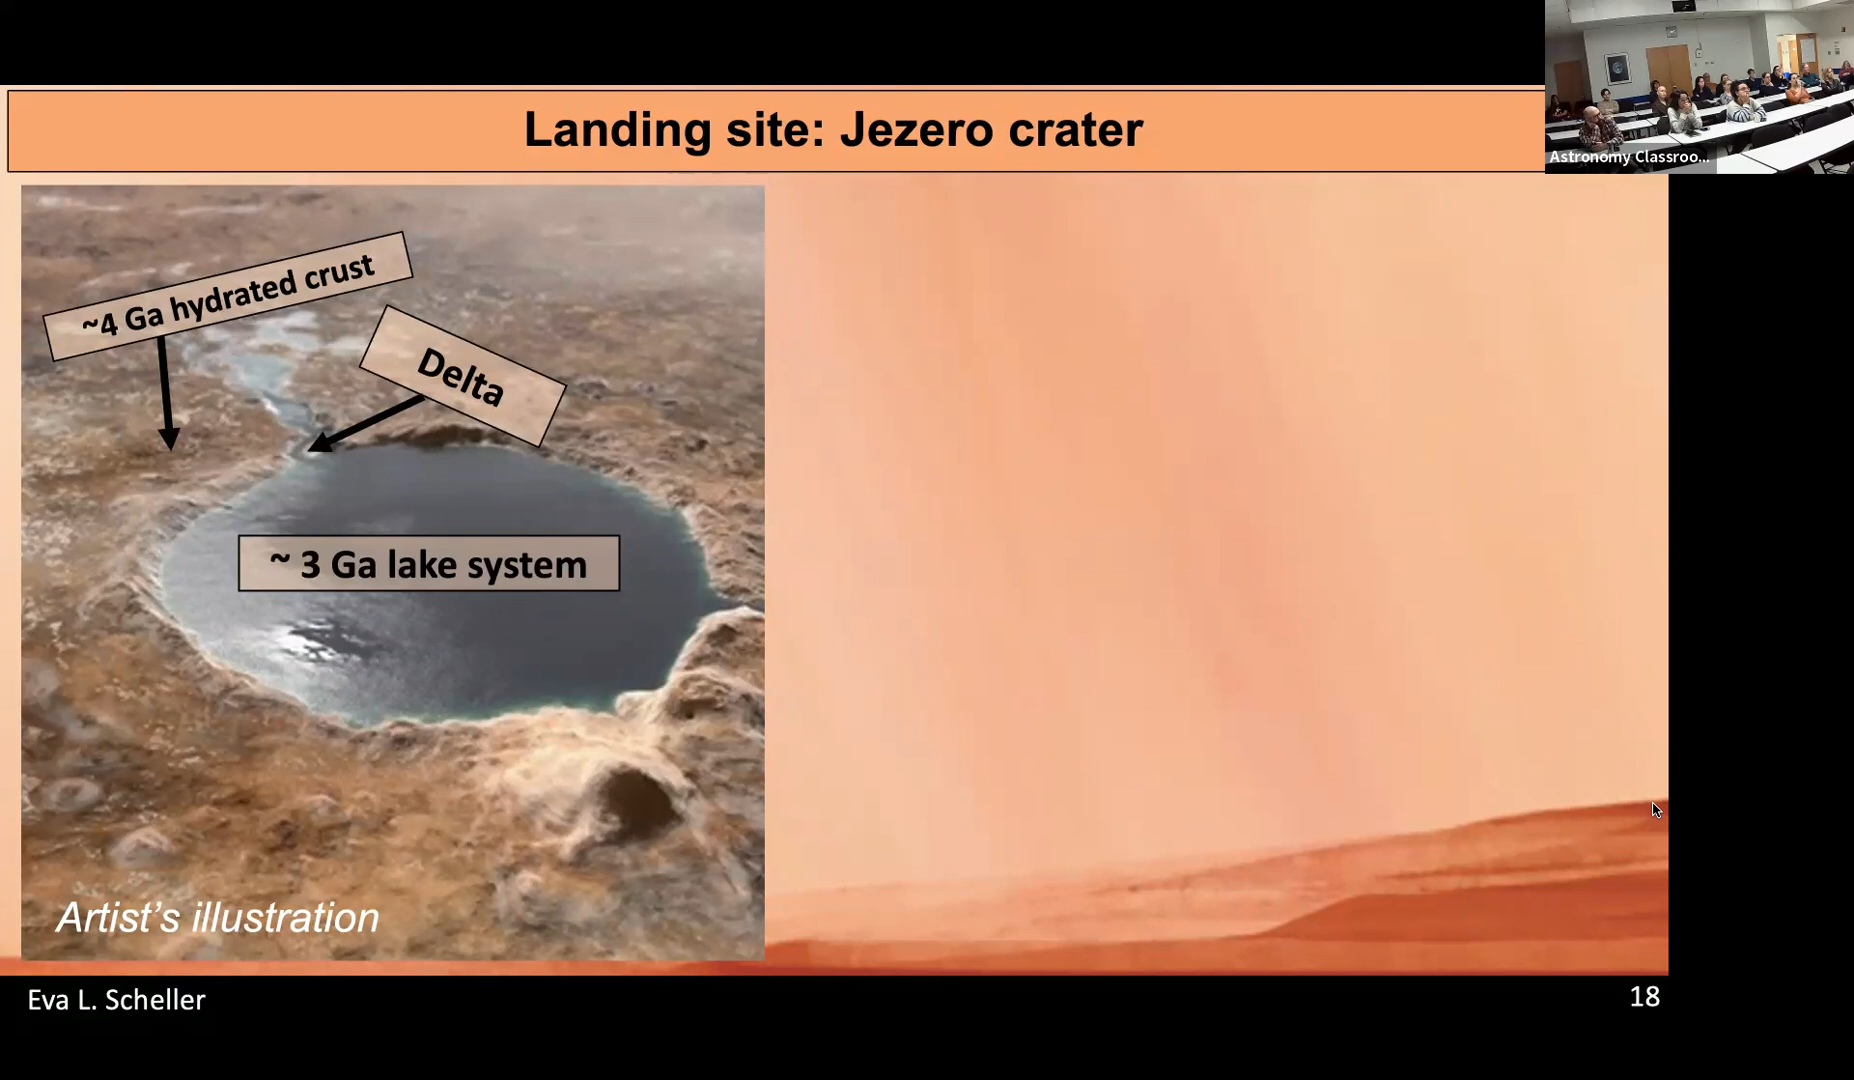 Landing site: Jezero crater
Astronomy Classroo...
~4 Ga hydrated crust
Delta
~ 3 Ga lake system
Artist's illustration
Eva L. Scheller
18